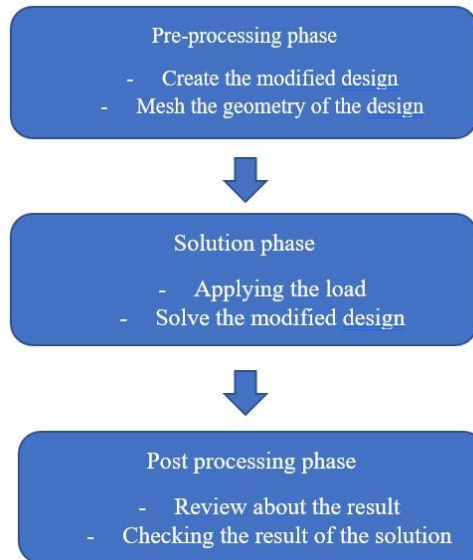 Pre-processing phase
- Create the modified design
- Mesh the geometry of the design
Solution phase
- Applying the load
- Solve the modified design
Post processing phase
- Review about the result
- Checking the result of the solution